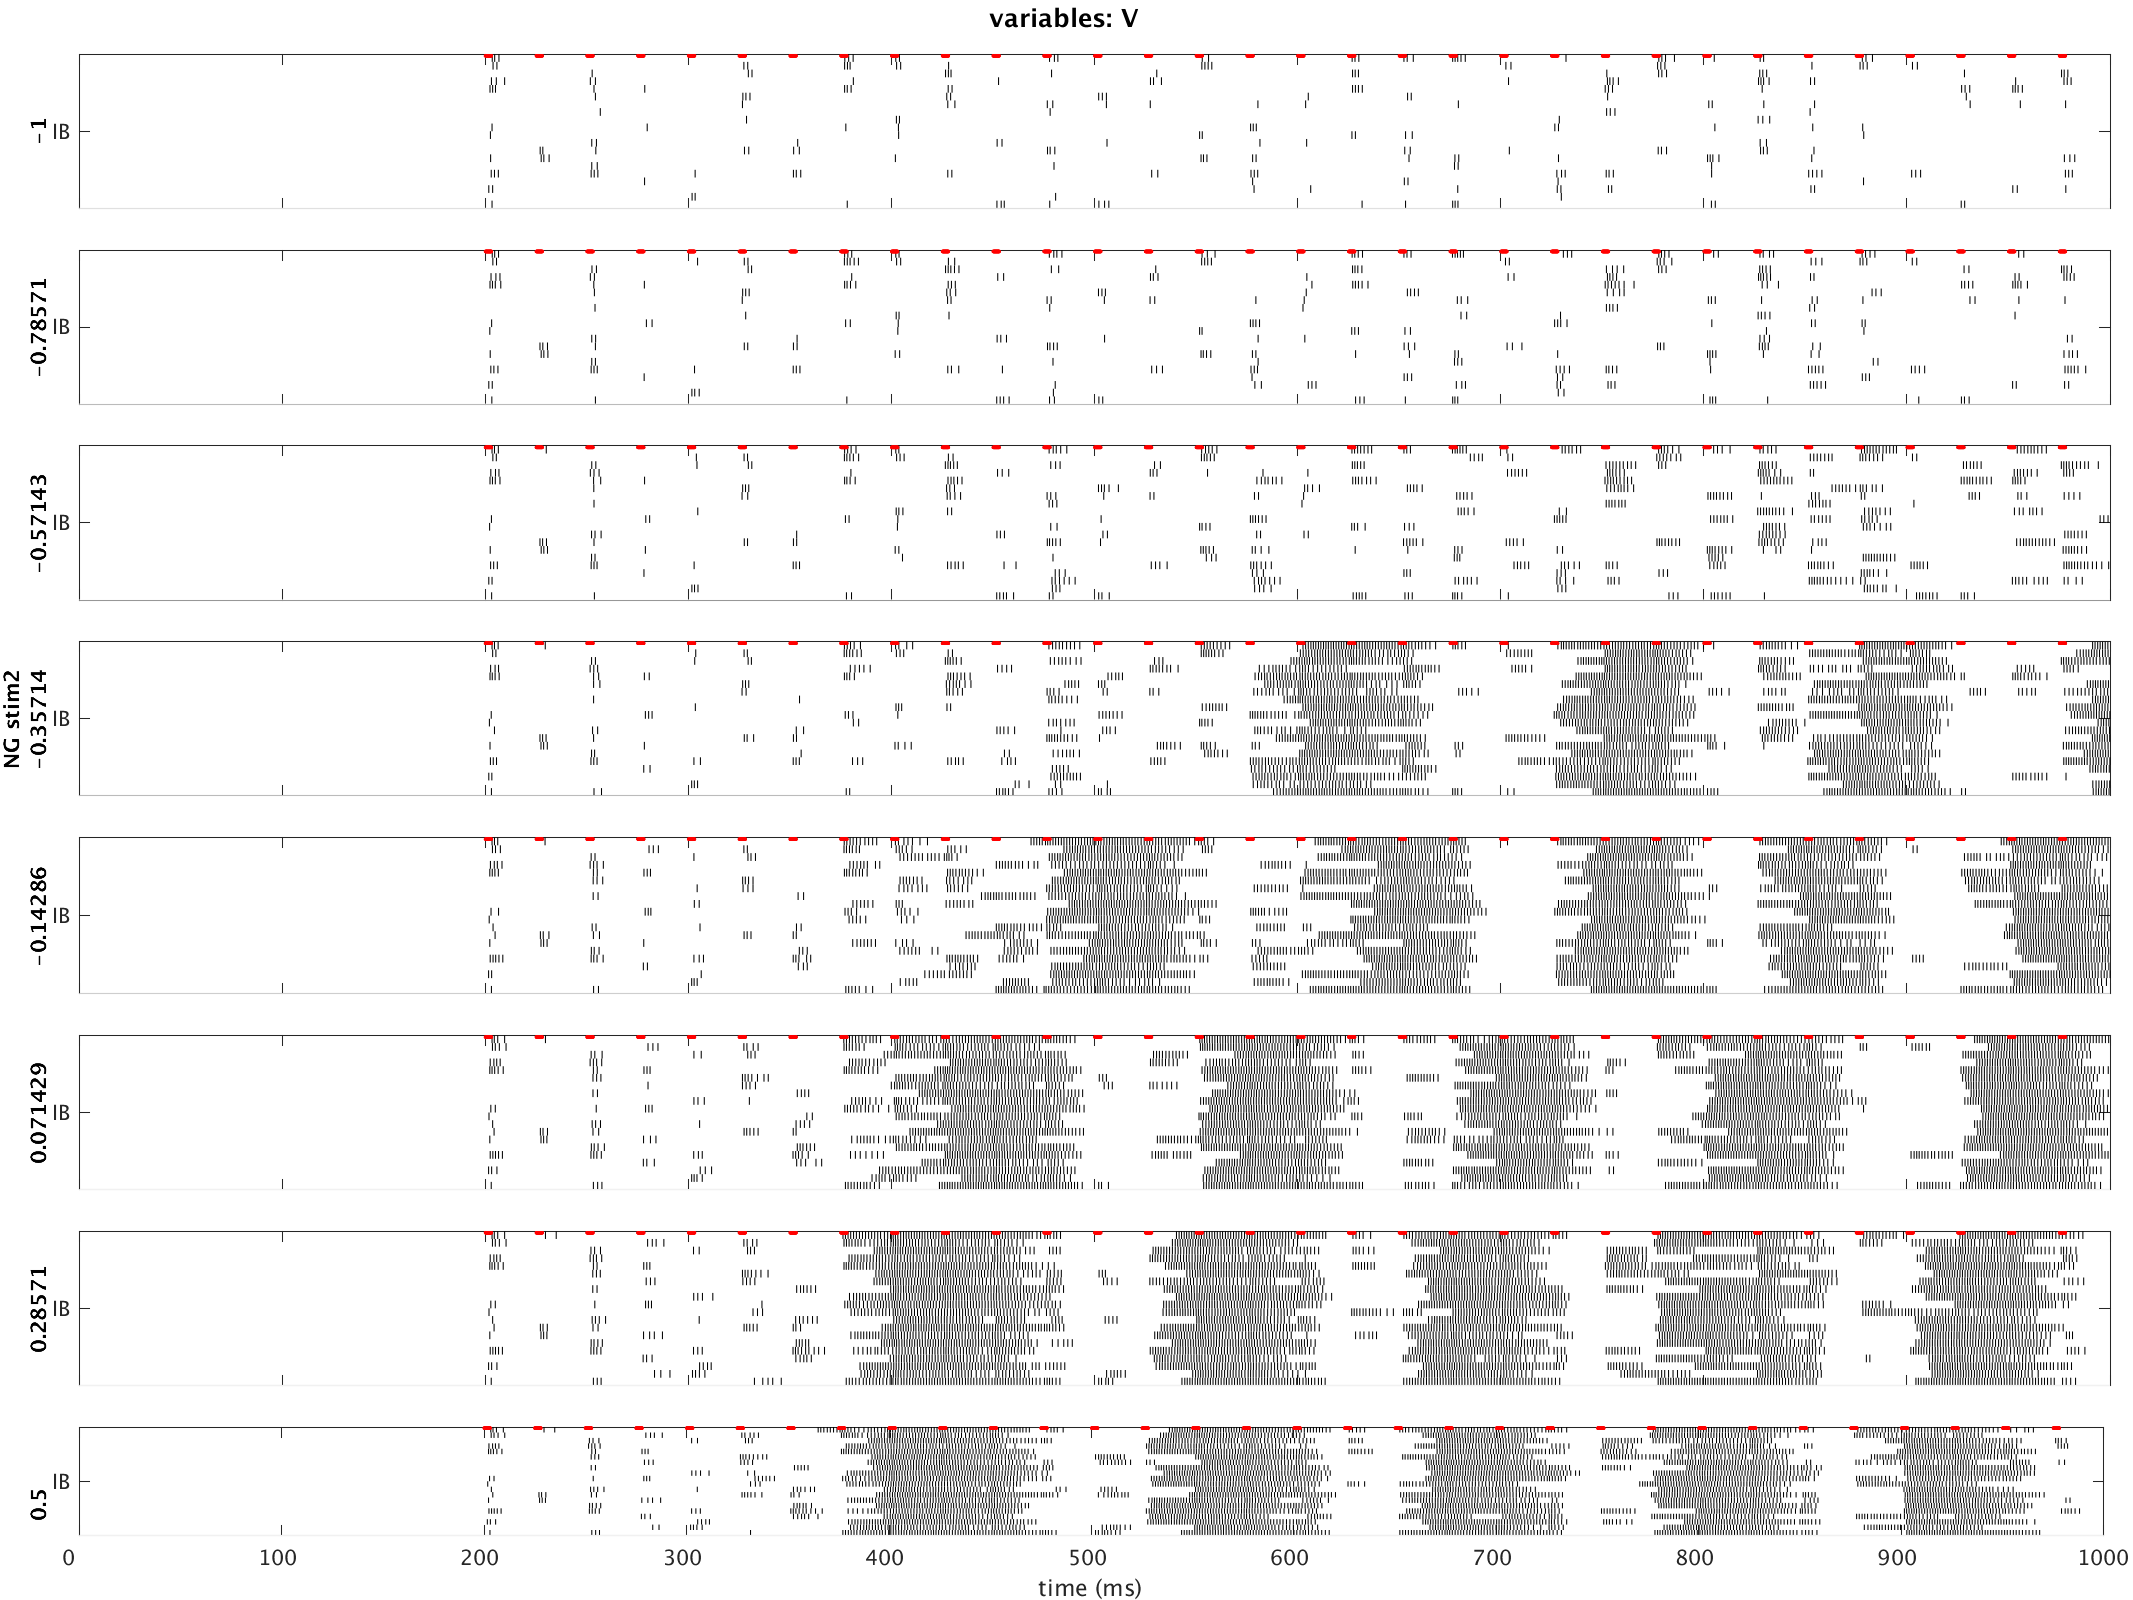 variables: V
−1
IB
−0.78571
IB
−0.57143
IB
NG stim2
−0.35714
IB
−0.14286
IB
0.071429
IB
0.28571
IB
0.5
IB
0 100 200 300 400 500 600 700 800 900 1000
time (ms)